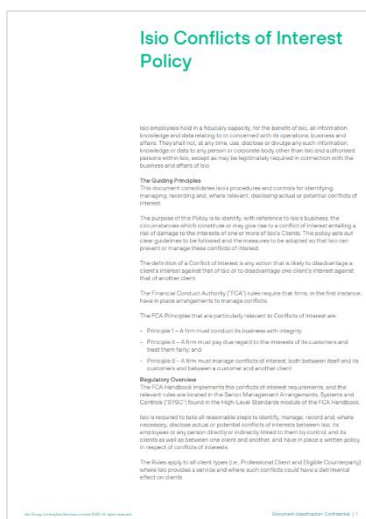 Isio Conflicts of Interest
Policy
Isio employees hold in a fiduciary capacity, for the benefit of Isio, all information,
knowledge and data relating to or concerned with its operations, business and
affairs. They shall not, at any time, use, disclose or divulge any such information,
knowledge or data to any person or corporate body other than Isio and authorised
persons within Isio, except as may be legitimately required in connection with the
business and affairs of Isio.
The Guiding Principles
This document consolidates Isio's procedures and controls for identifying,
managing, recording and, where relevant, disclosing actual or potential conflicts of
interest.
The purpose of this Policy is to identify, with reference to Isio's business, the
circumstances which constitute or may give rise to a conflict of interest entailing a
risk of damage to the interests of one or more of Isio's Clients. This policy sets out
clear guidelines to be followed and the measures to be adopted so that Isio can
prevent or manage these conflicts of interest.
The definition of a Conflict of Interest is any action that is likely to disadvantage a
client's interest against that of Isio or to disadvantage one client's interest against
that of another client.
The Financial Conduct Authority ("FCA") rules require that firms, in the first instance,
have in place arrangements to manage conflicts.
The FCA Principles that are particularly relevant to Conflicts of Interest are:
- Principle 1 – A firm must conduct its business with integrity;
- Principle 6 – A firm must pay due regard to the interests of its customers and
treat them fairly; and
- Principle 8 – A firm must manage conflicts of interest, both between itself and its
customers and between a customer and another client.
Regulatory Overview
The FCA Handbook implements the conflicts of interest requirements, and the
relevant rules are located in the Senior Management Arrangements, Systems and
Controls ("SYSC") found in the High-Level Standards module of the FCA Handbook.
Isio is required to take all reasonable steps to identify, manage, record and, where
necessary, disclose actual or potential conflicts of interests between Isio, its
employees or any person directly or indirectly linked to them by control, and its
clients as well as between one client and another, and have in place a written policy
in respect of conflicts of interests.
The Rules apply to all client types (i.e., Professional Client and Eligible Counterparty)
where Isio provides a service and where such conflicts could have a detrimental
effect on clients.
Document classification: Confidential | 1